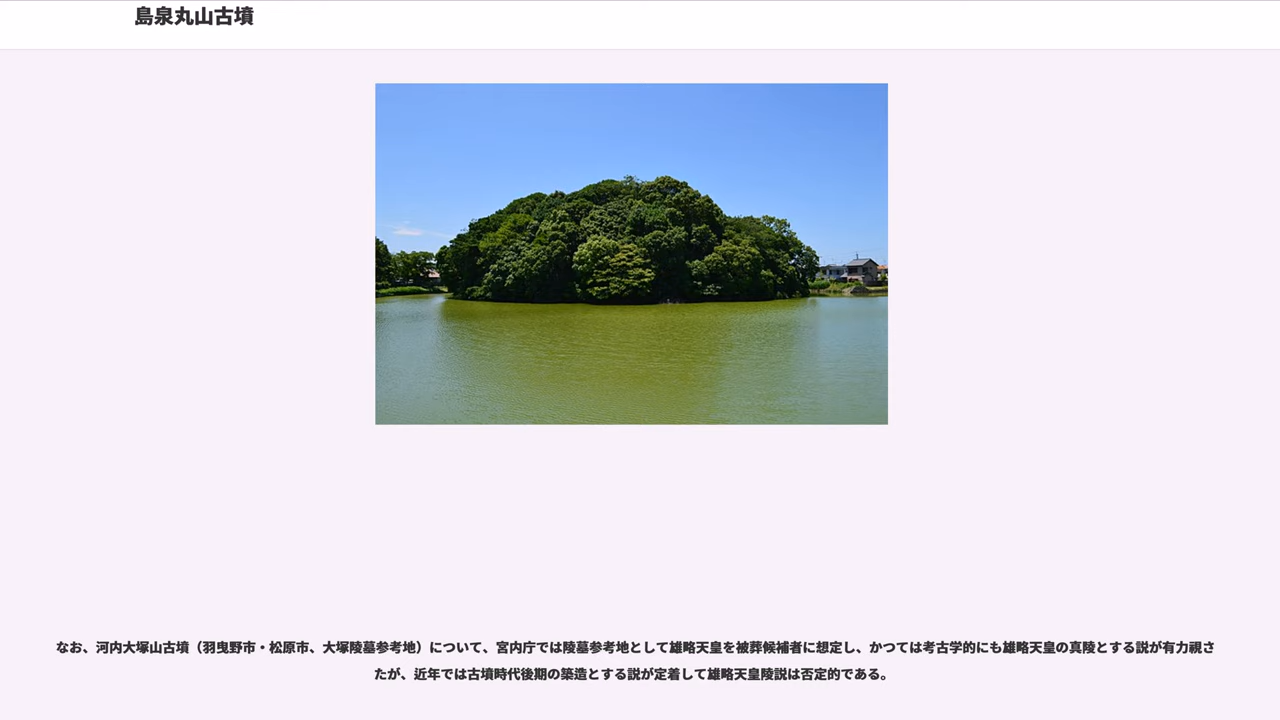 島泉丸山古墳
なお、河内大塚山古墳（羽曳野市・松原市、大塚陵墓参考地）について、宮内庁では陵墓参考地として雄略天皇を被葬候補者に想定し、かつては考古学的にも雄略天皇の真陵とする説が有力視さ
たが、近年では古墳時代後期の築造とする説が定着して雄略天皇陵説は否定的である。